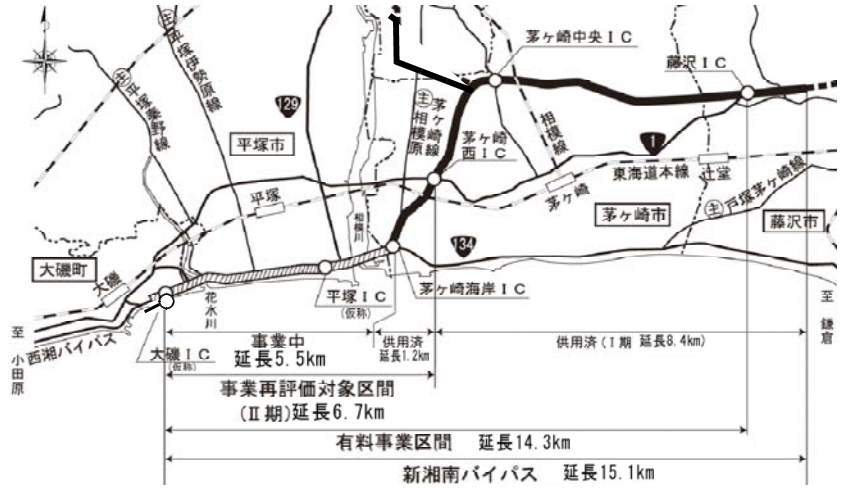 茅ヶ崎中央ＩＣ
藤沢ＩＣ
主 平塚伊勢原線
主 平塚秦野線
129
平塚市
主 茅ヶ崎
相模原線
茅ヶ崎
西ＩＣ
相模線
1
東海道本線
辻堂
平塚
茅ヶ崎
茅ヶ崎市
主 戸塚茅ヶ崎線
藤沢市
相模川
134
大磯町
大磯
花水川
平塚ＩＣ
(仮称)
茅ヶ崎海岸ＩＣ
至 小田原
西湘バイパス
大磯ＩＣ
(仮称)
至 鎌倉
事業中
延長5.5km
供用済
延長1.2km
供用済(Ⅰ期 延長8.4km)
事業再評価対象区間
(Ⅱ期)延長6.7km
有料事業区間 延長14.3km
新湘南バイパス 延長15.1km